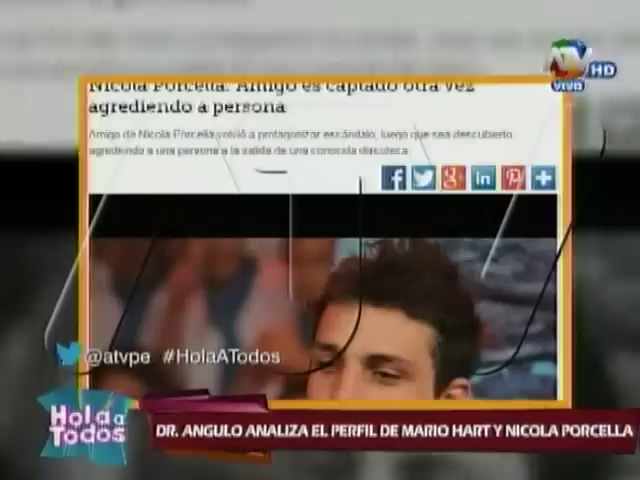 Nicola Porcella: Amigo es captado otra vez
agrediendo a persona
Amigo de Nicola Porcella volvió a protagonizar escándalo, luego que sea descubierto
agrediendo a una persona a la salida de una conocida discoteca.
ATV HD
VIVO
@atvpe #HolaATodos
Hola a
Todos
DR. ANGULO ANALIZA EL PERFIL DE MARIO HART Y NICOLA PORCELLA